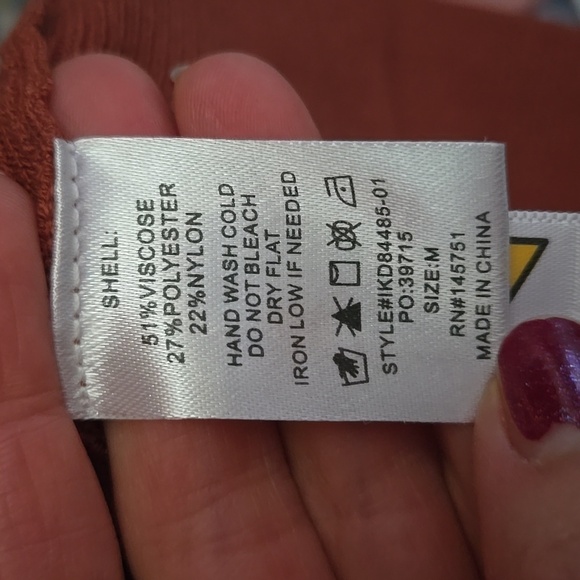 SHELL:
51%VISCOSE
27%POLYESTER
22%NYLON
HAND WASH COLD
DO NOT BLEACH
DRY FLAT
IRON LOW IF NEEDED
STYLE#IKD84485-01
PO:39715
SIZE:M
RN#145751
MADE IN CHINA